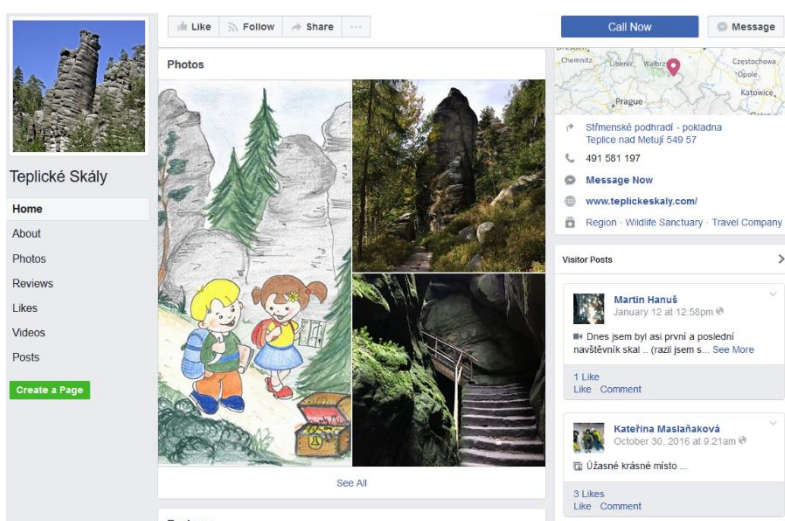 Like
Follow
Share
Call Now
Message
Teplické Skály
Home
About
Photos
Reviews
Likes
Videos
Posts
Create a Page
Photos
See All
Chemnitz
Liberec
Prague
Częstochowa
Opole
Katowice
Střmenské podhradí - pokladna
Teplice nad Metují 549 57
491 581 197
Message Now
www.teplickeskaly.com/
Region · Wildlife Sanctuary · Travel Company
Visitor Posts
Martin Hanuš
January 12 at 12:58pm
Dnes jsem byl asi první a poslední
navštěvník skal .. (razil jsem s... See More
1 Like
Like · Comment
Kateřina Maslaňaková
October 30, 2016 at 9:21am
Úžasné krásné místo ...
3 Likes
Like · Comment